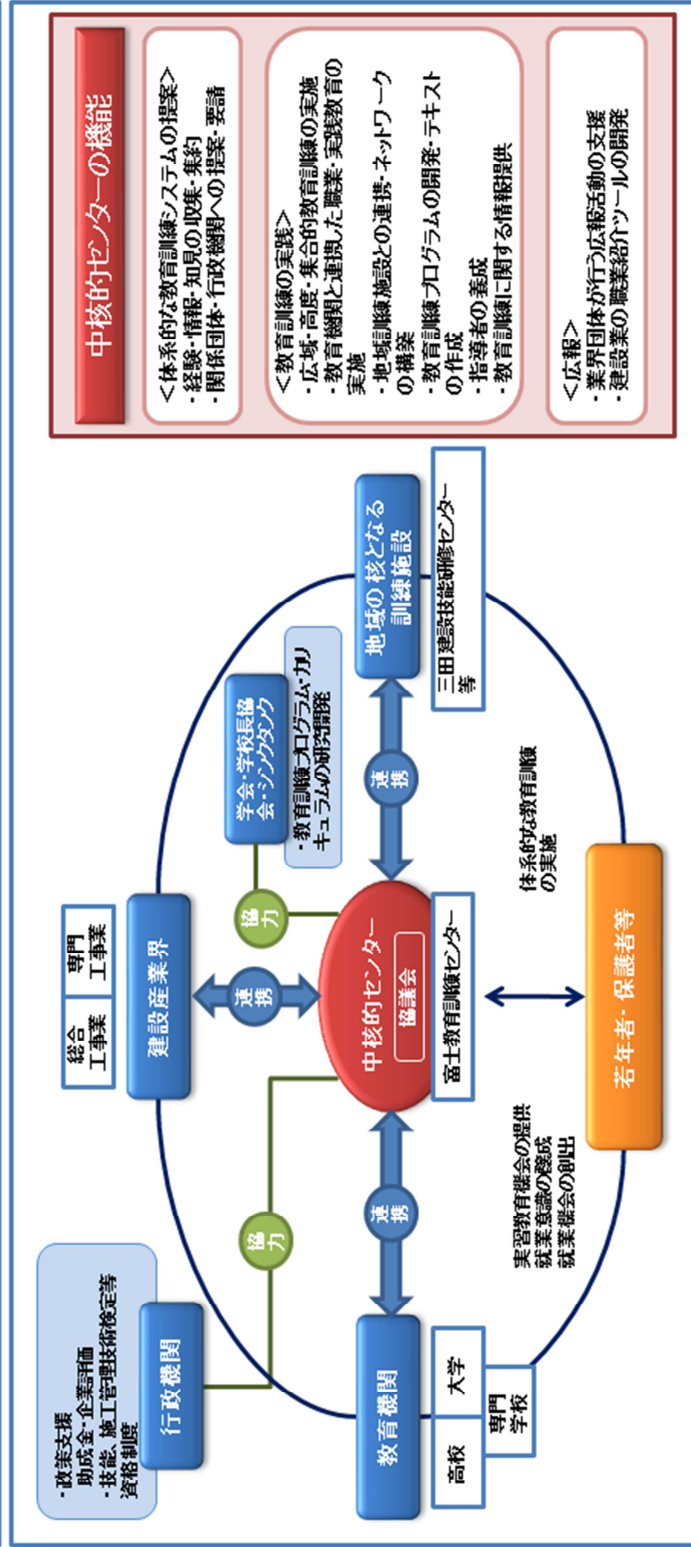 ・政策支援
助成金・企業評価
・技能、施工管理技術検定等
資格制度
行政機関
総合
工事業
専門
工事業
建設産業界
学会・学校長協
会・シンクタンク
・教育訓練プログラム・カリ
キュラムの研究開発
協力
連携
協力
教育機関
高校
大学
専門
学校
連携
中核的センター
協議会
富士教育訓練センター
連携
地域の核となる
訓練施設
三田建設技能研修センター
等
実習教育機会の提供
就業意識の醸成
就業機会の創出
体系的な教育訓練
の実施
若年者・保護者等
中核的センターの機能
＜体系的な教育訓練システムの提案＞
・経験・情報・知見の収集・集約
・関係団体・行政機関への提案・要請
＜教育訓練の実践＞
・広域・高度・集合的教育訓練の実施
・教育機関と連携した職業・実践教育の
実施
・地域訓練施設との連携・ネットワーク
の構築
・教育訓練プログラムの開発・テキスト
の作成
・指導者の養成
・教育訓練に関する情報提供
＜広報＞
・業界団体が行う広報活動の支援
・建設業の職業紹介ツールの開発